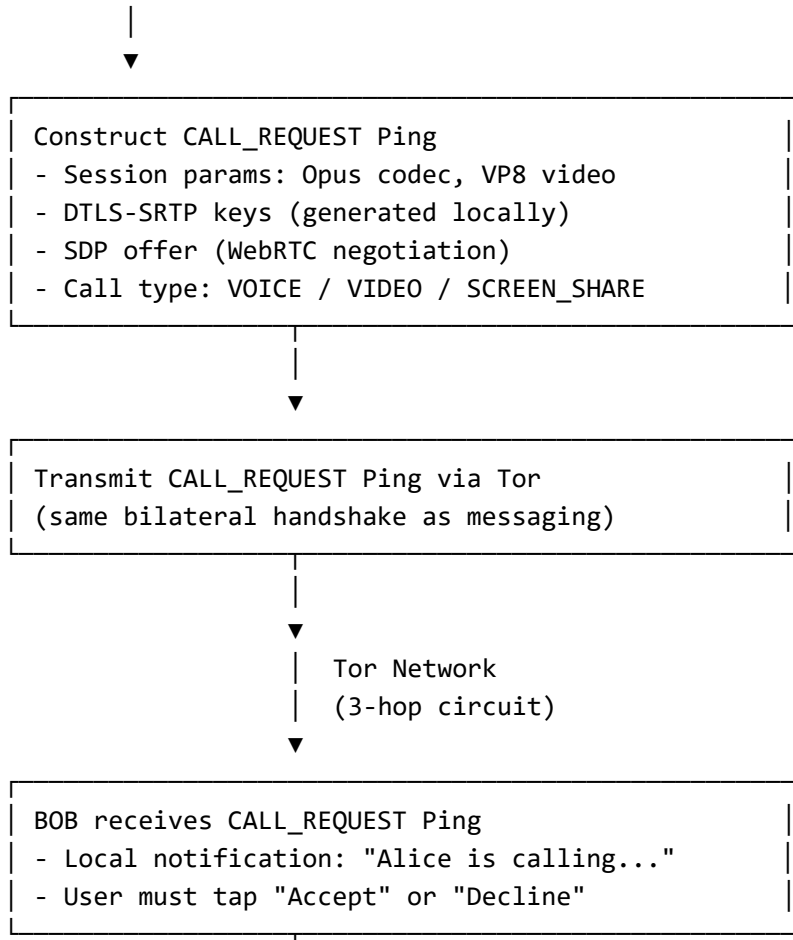 Construct CALL_REQUEST Ping
- Session params: Opus codec, VP8 video
- DTLS-SRTP keys (generated locally)
- SDP offer (WebRTC negotiation)
- Call type: VOICE / VIDEO / SCREEN_SHARE
Transmit CALL_REQUEST Ping via Tor
(same bilateral handshake as messaging)
Tor Network
(3-hop circuit)
BOB receives CALL_REQUEST Ping
- Local notification: "Alice is calling..."
- User must tap "Accept" or "Decline"